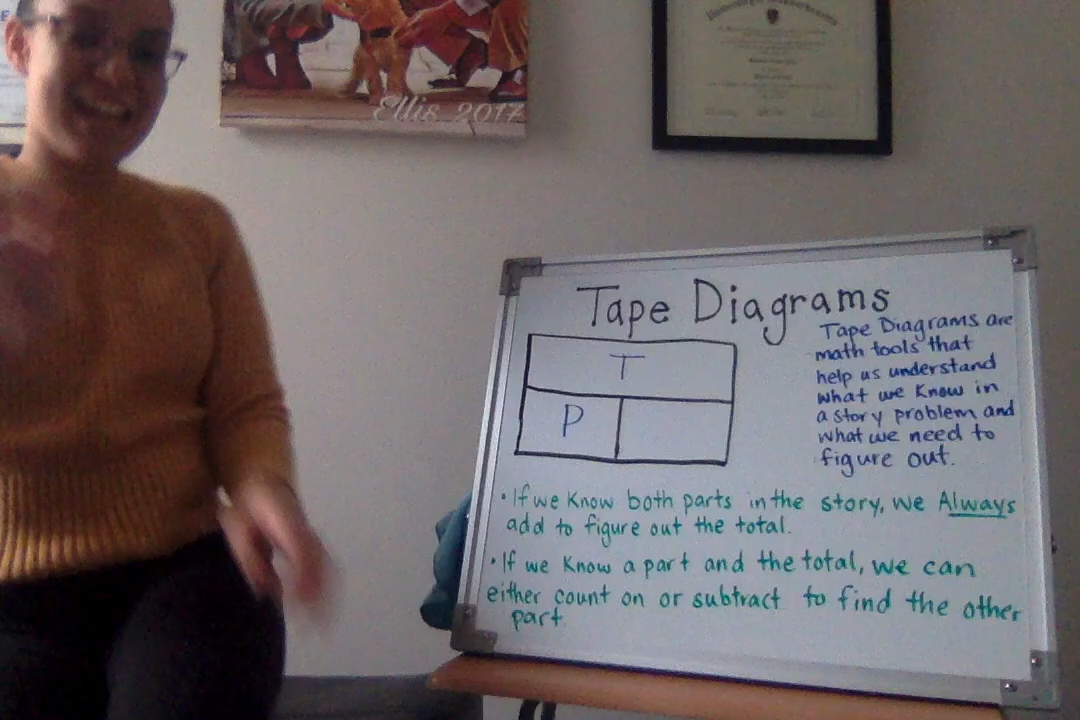 Ellis 2017
Tape Diagrams
T
P
Tape Diagrams are
math tools that
help us understand
what we know in
a story problem and
what we need to
figure out.
• If we know both parts in the story, we Always
add to figure out the total.
• If we know a part and the total, we can
either count on or subtract to find the other
part.